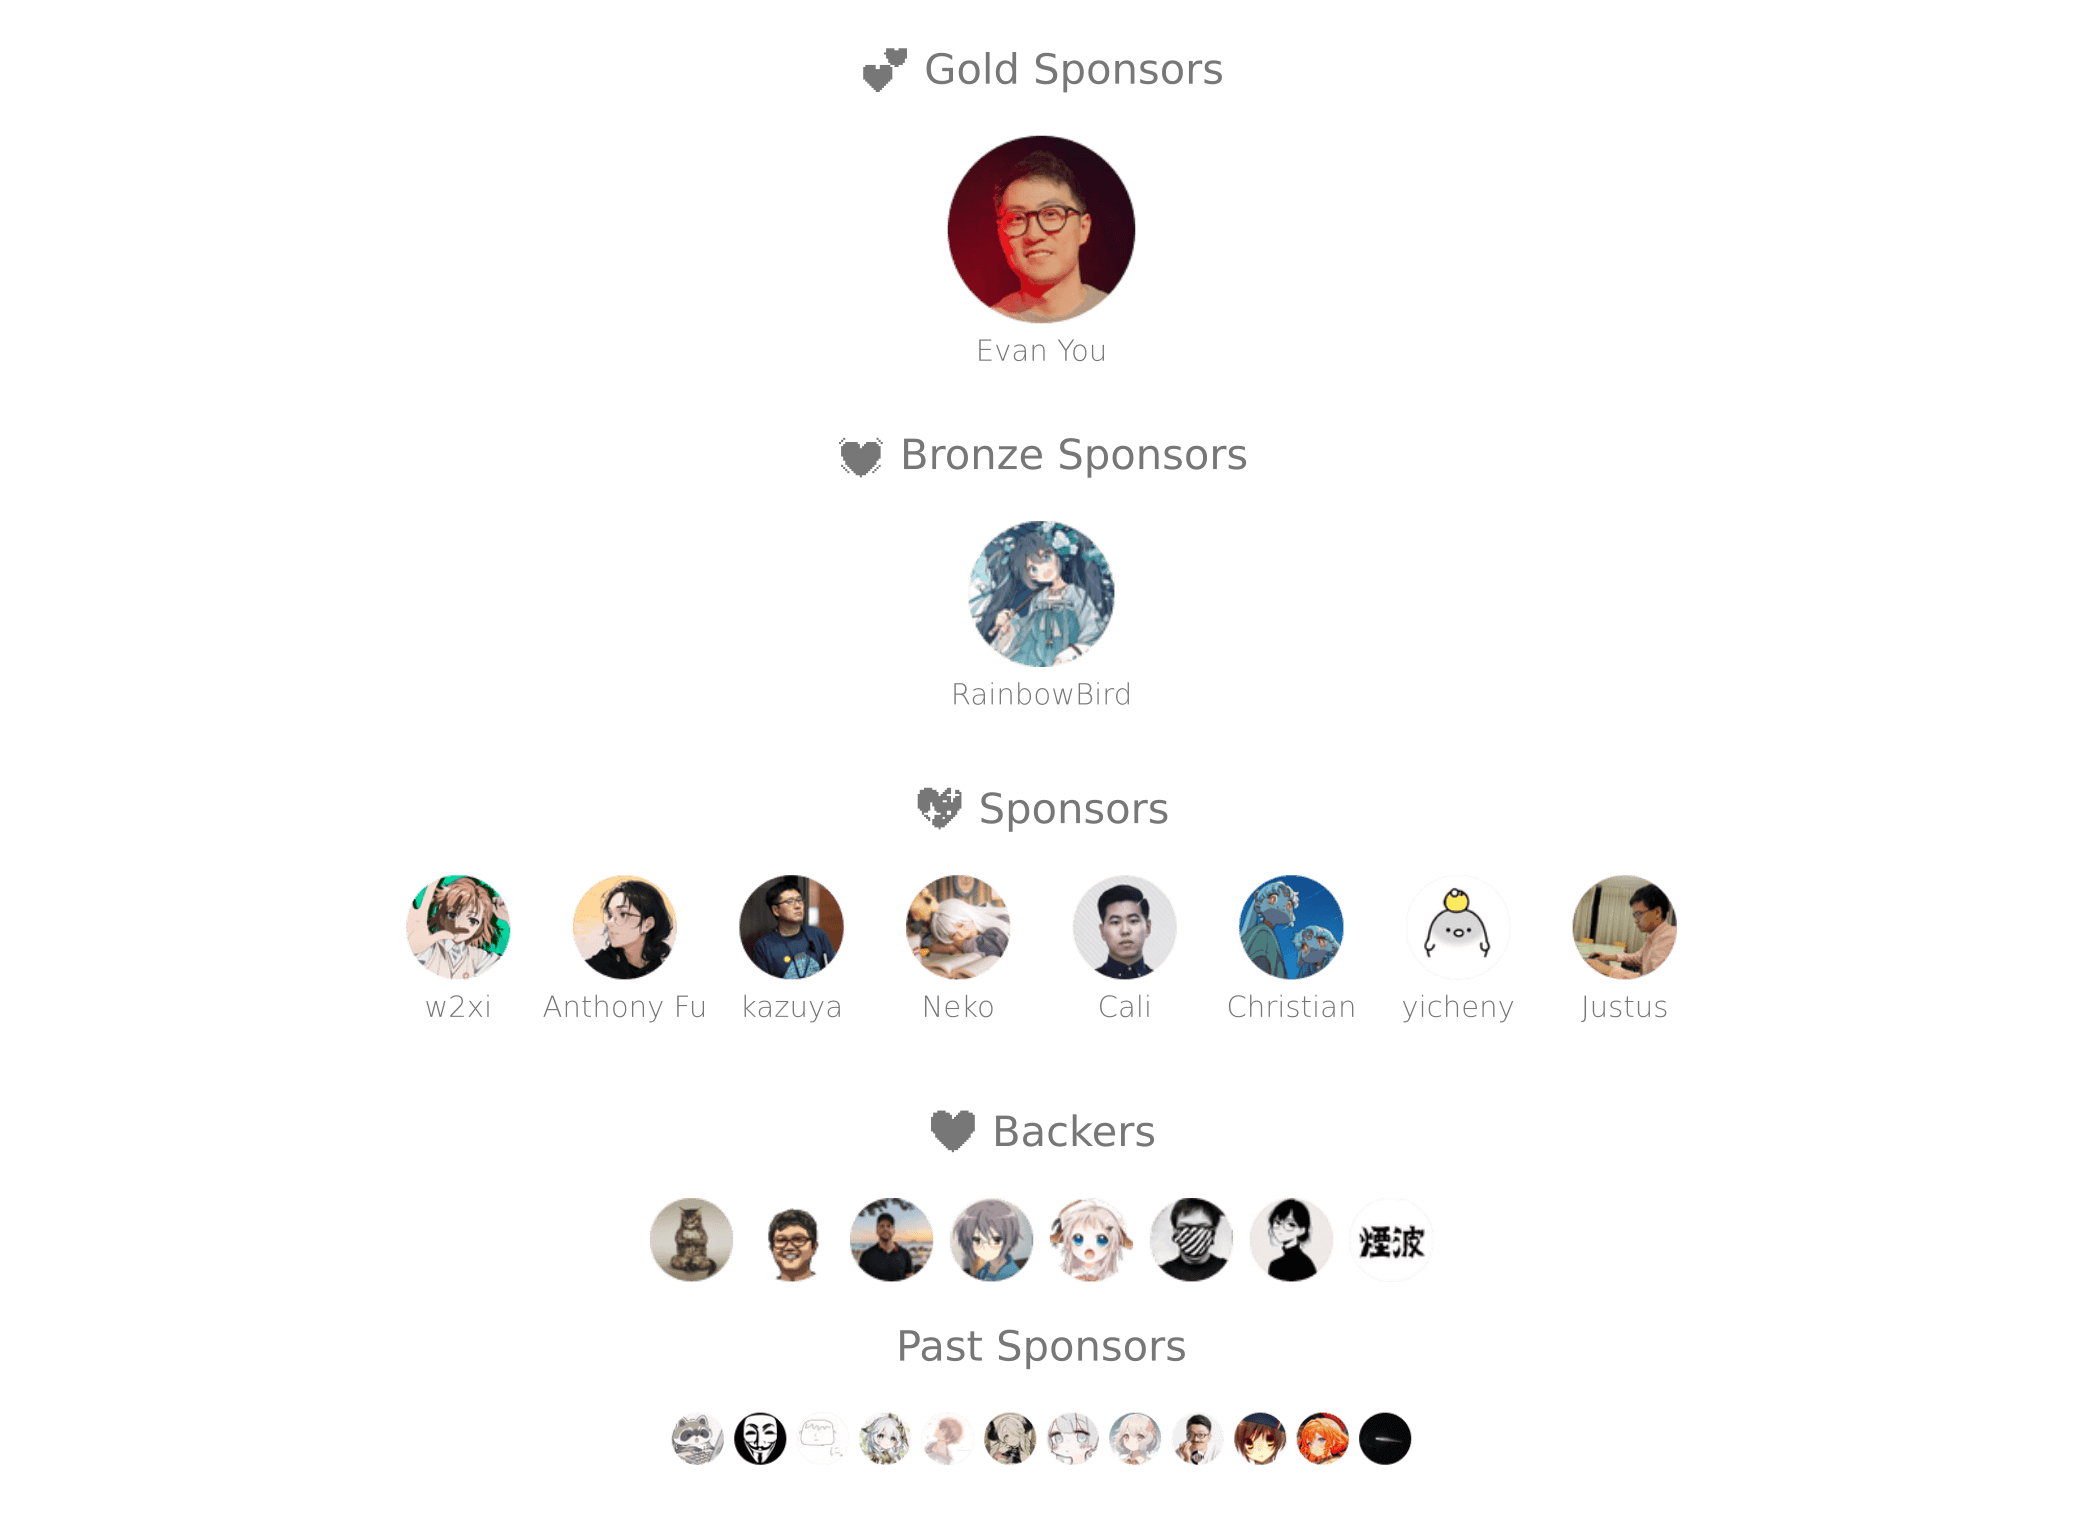 Gold Sponsors
Evan You
Bronze Sponsors
RainbowBird
Sponsors
w2xi Anthony Fu kazuya Neko Cali Christian yicheny Justus
Backers
煙波
Past Sponsors